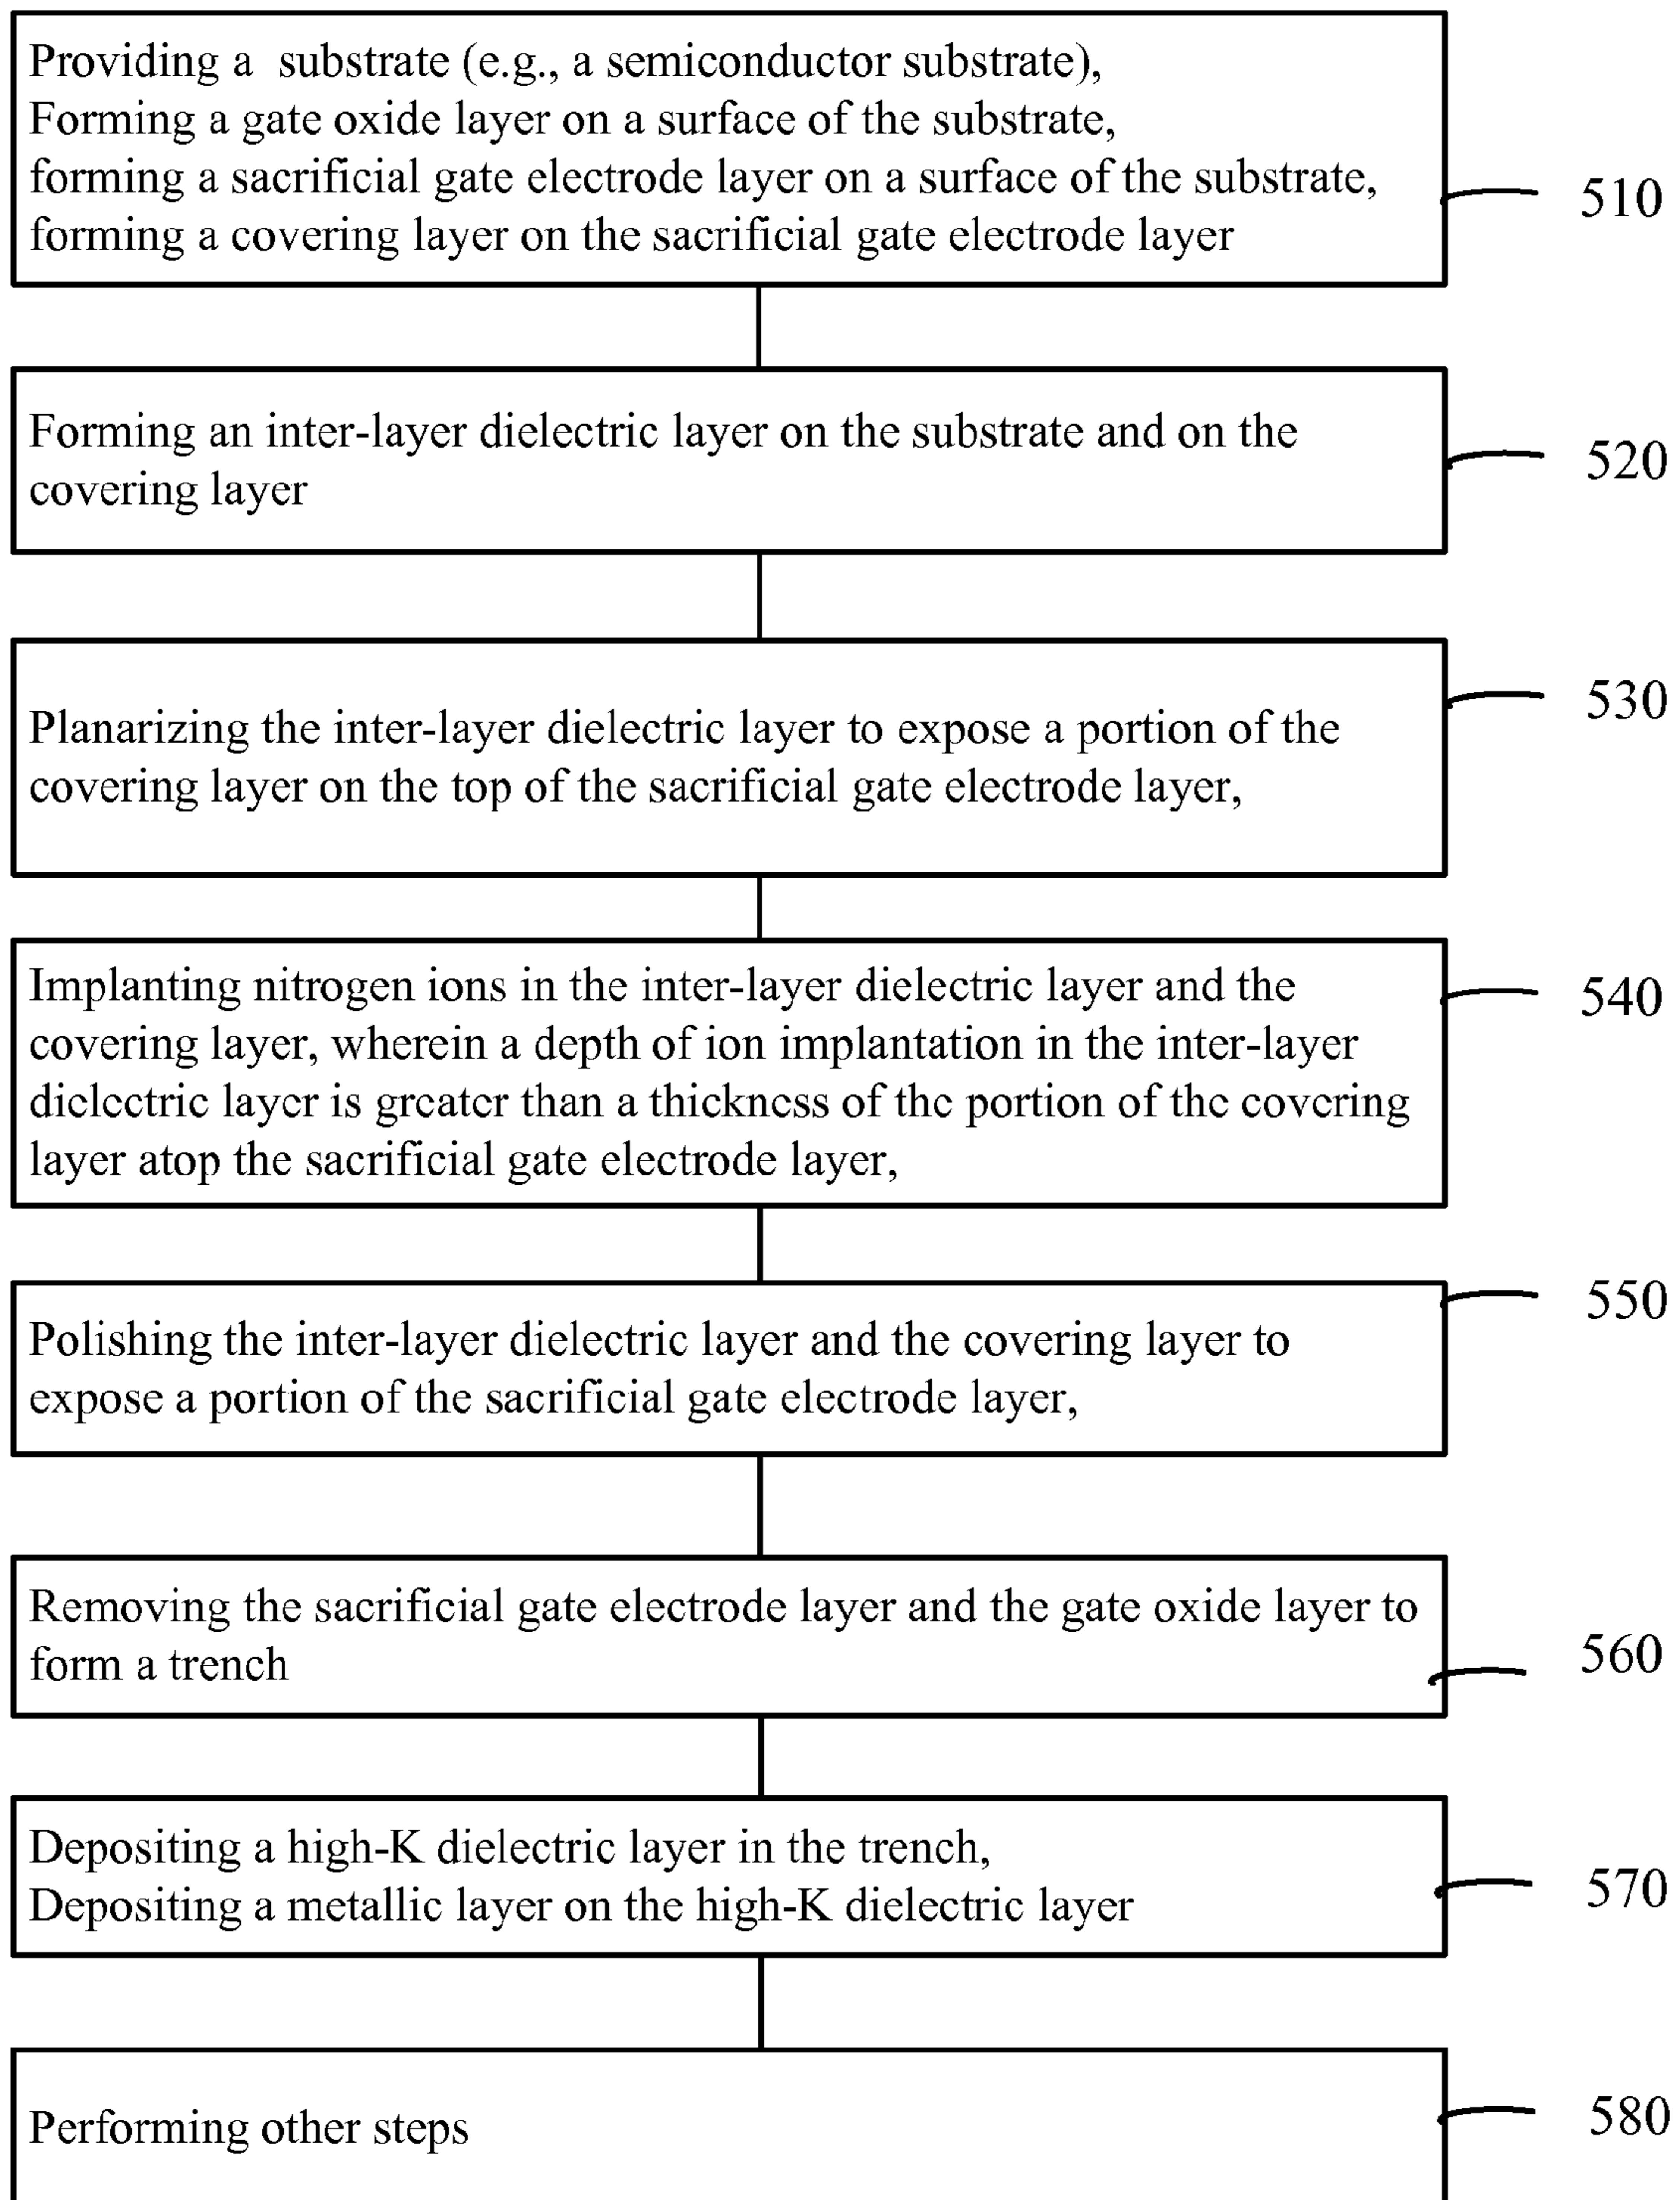 Providing a substrate (e.g., a semiconductor substrate),
Forming a gate oxide layer on a surface of the substrate,
forming a sacrificial gate electrode layer on a surface of the substrate,
forming a covering layer on the sacrificial gate electrode layer
510
Forming an inter-layer dielectric layer on the substrate and on the
covering layer
520
Planarizing the inter-layer dielectric layer to expose a portion of the
covering layer on the top of the sacrificial gate electrode layer,
530
Implanting nitrogen ions in the inter-layer dielectric layer and the
covering layer, wherein a depth of ion implantation in the inter-layer
dielectric layer is greater than a thickness of the portion of the covering
layer atop the sacrificial gate electrode layer,
540
Polishing the inter-layer dielectric layer and the covering layer to
expose a portion of the sacrificial gate electrode layer,
550
Removing the sacrificial gate electrode layer and the gate oxide layer to
form a trench
560
Depositing a high-K dielectric layer in the trench,
Depositing a metallic layer on the high-K dielectric layer
570
Performing other steps
580